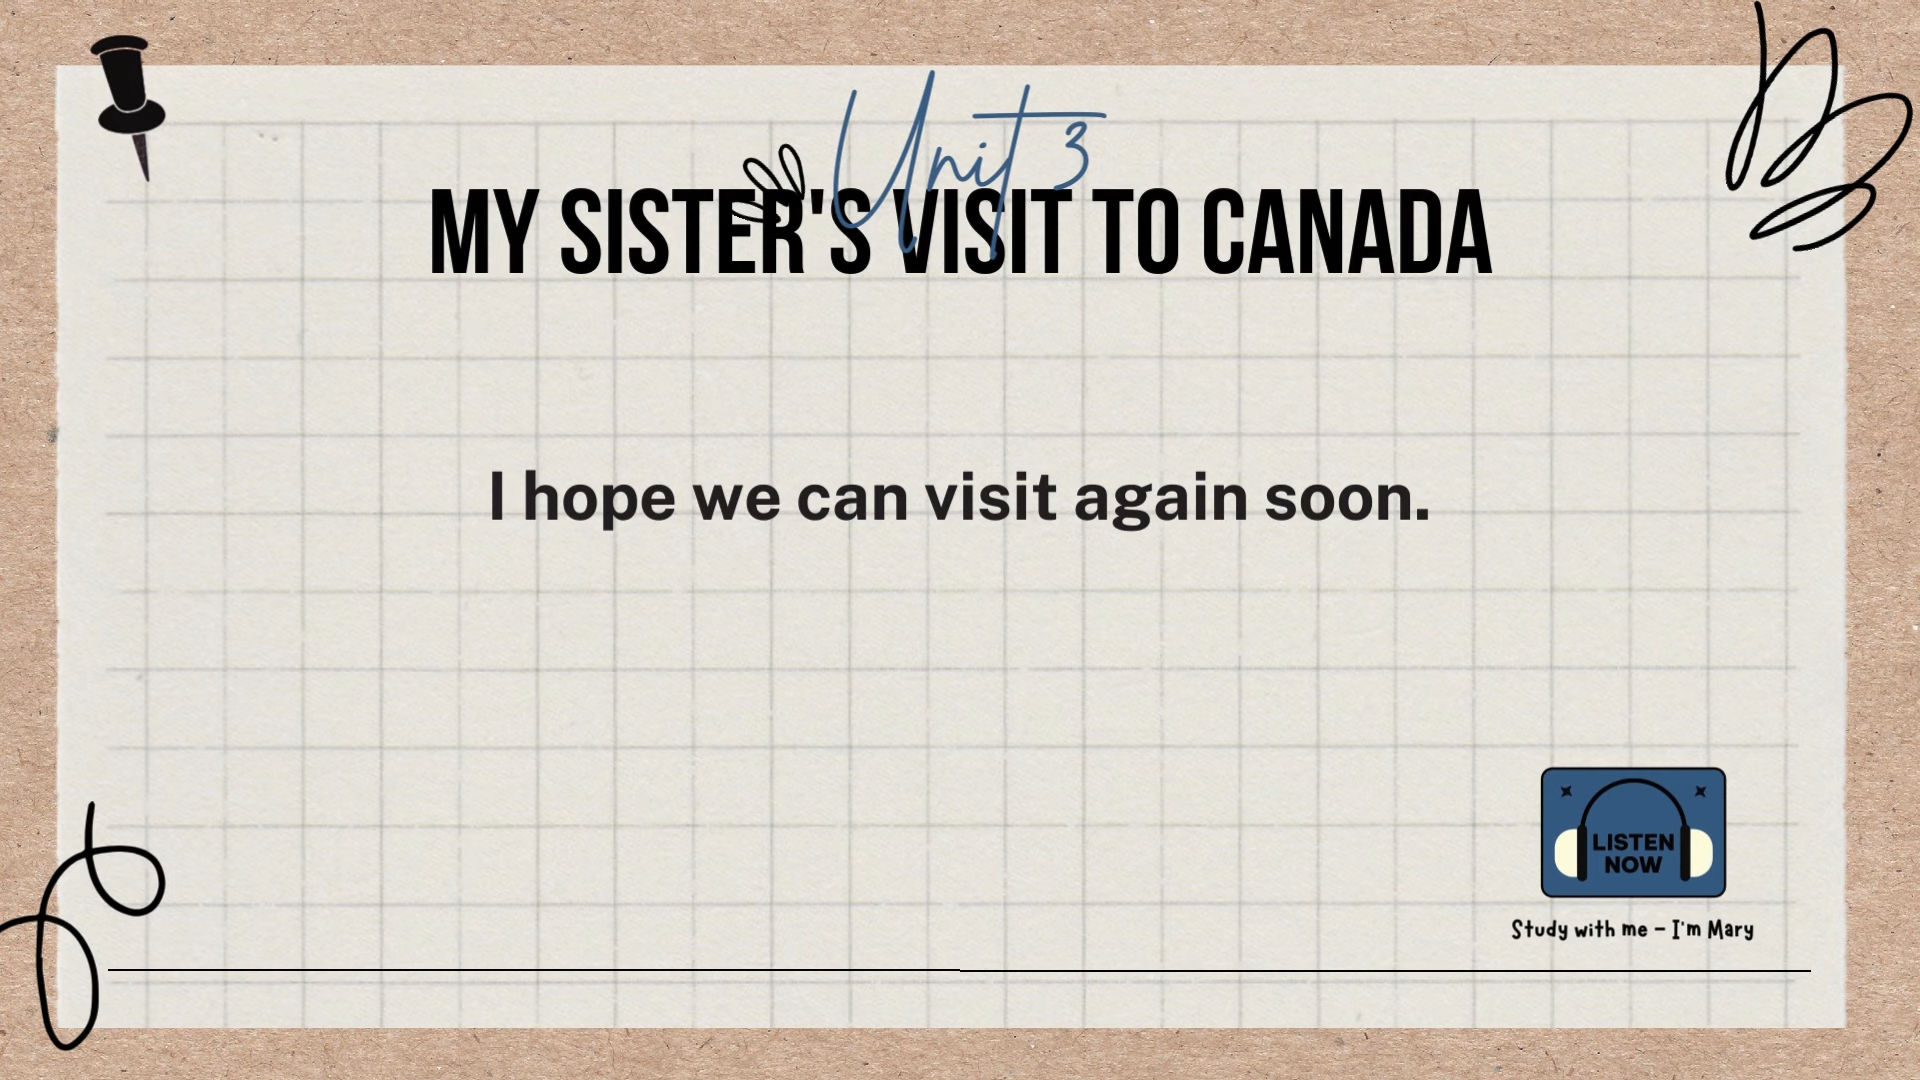 Unit 3
MY SISTER'S VISIT TO CANADA
I hope we can visit again soon.
LISTEN
NOW
Study with me - I'm Mary